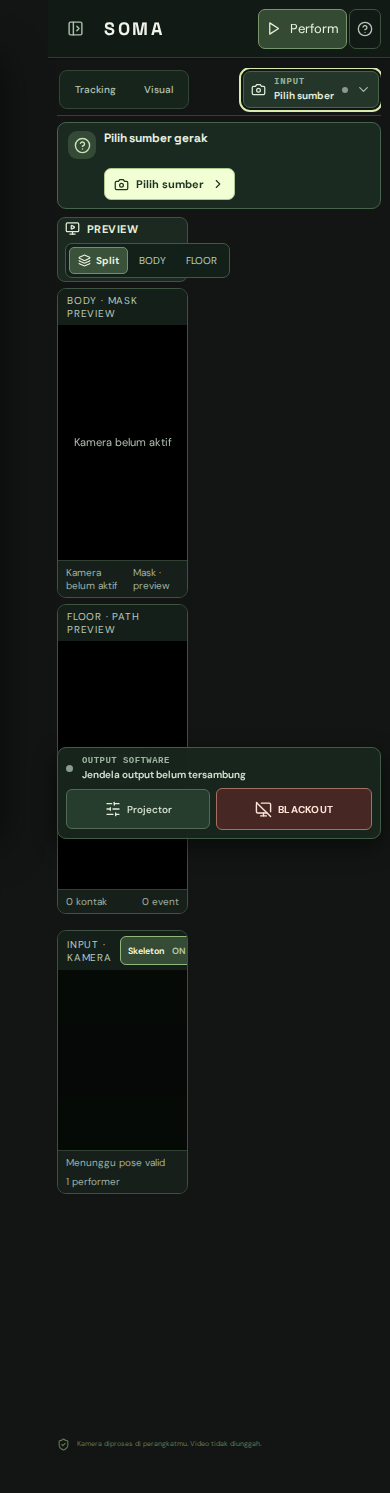 SOMA
Perform
Tracking
Visual
INPUT
Pilih sumber
Pilih sumber gerak
Pilih sumber
PREVIEW
Split
BODY
FLOOR
BODY · MASK
PREVIEW
Kamera belum aktif
Kamera
belum aktif
Mask ·
preview
FLOOR · PATH
PREVIEW
OUTPUT SOFTWARE
Jendela output belum tersambung
Projector
BLACKOUT
0 kontak
0 event
INPUT ·
KAMERA
Skeleton ON
Menunggu pose valid
1 performer
Kamera diproses di perangkatmu. Video tidak diunggah.